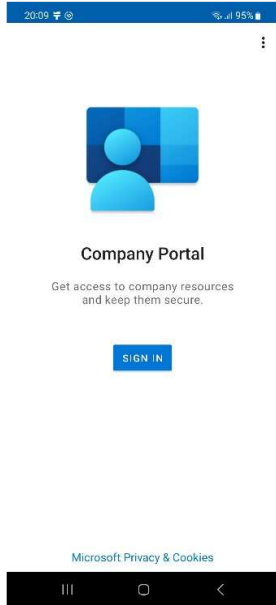 20:09 95%
Company Portal
Get access to company resources
and keep them secure.
SIGN IN
Microsoft Privacy & Cookies